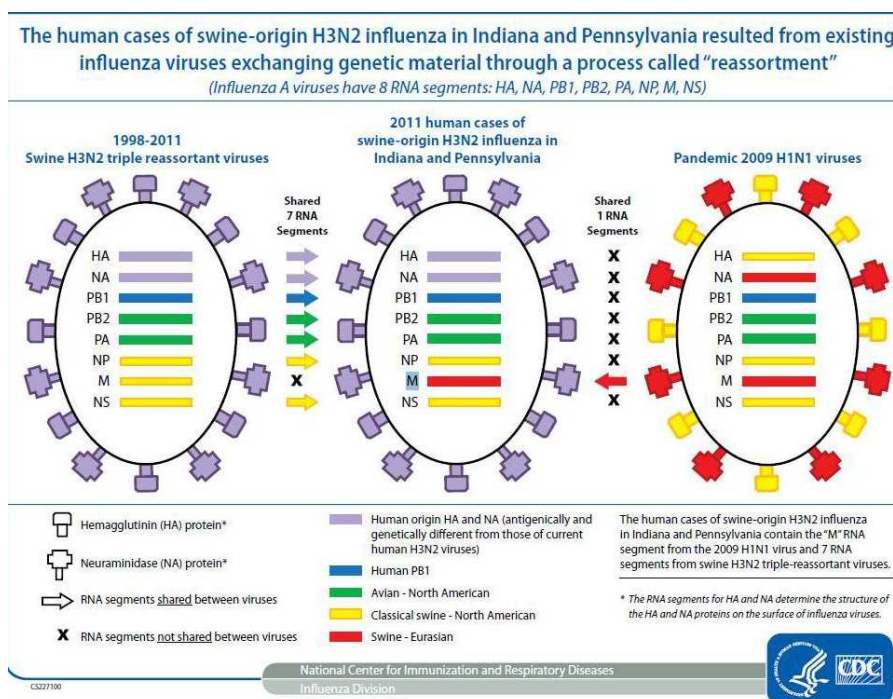 The human cases of swine-origin H3N2 influenza in Indiana and Pennsylvania resulted from existing
influenza viruses exchanging genetic material through a process called “reassortment”
(Influenza A viruses have 8 RNA segments: HA, NA, PB1, PB2, PA, NP, M, NS)
1998-2011
Swine H3N2 triple reassortant viruses
Shared
7 RNA
Segments
2011 human cases of
swine-origin H3N2 influenza in
Indiana and Pennsylvania
Shared
1 RNA
Segments
Pandemic 2009 H1N1 viruses
HA
NA
PB1
PB2
PA
NP
M
NS
X
HA
NA
PB1
PB2
PA
NP
M
NS
X
X
X
X
X
X
X
HA
NA
PB1
PB2
PA
NP
M
NS
Hemagglutinin (HA) protein*
Neuraminidase (NA) protein*
RNA segments shared between viruses
X RNA segments not shared between viruses
Human origin HA and NA (antigenically and
genetically different from those of current
human H3N2 viruses)
Human PB1
Avian - North American
Classical swine - North American
Swine - Eurasian
The human cases of swine-origin H3N2 influenza
in Indiana and Pennsylvania contain the “M” RNA
segment from the 2009 H1N1 virus and 7 RNA
segments from swine H3N2 triple-reassortant viruses.
* The RNA segments for HA and NA determine the structure of
the HA and NA proteins on the surface of influenza viruses.
National Center for Immunization and Respiratory Diseases
Influenza Division
CS227100
CDC